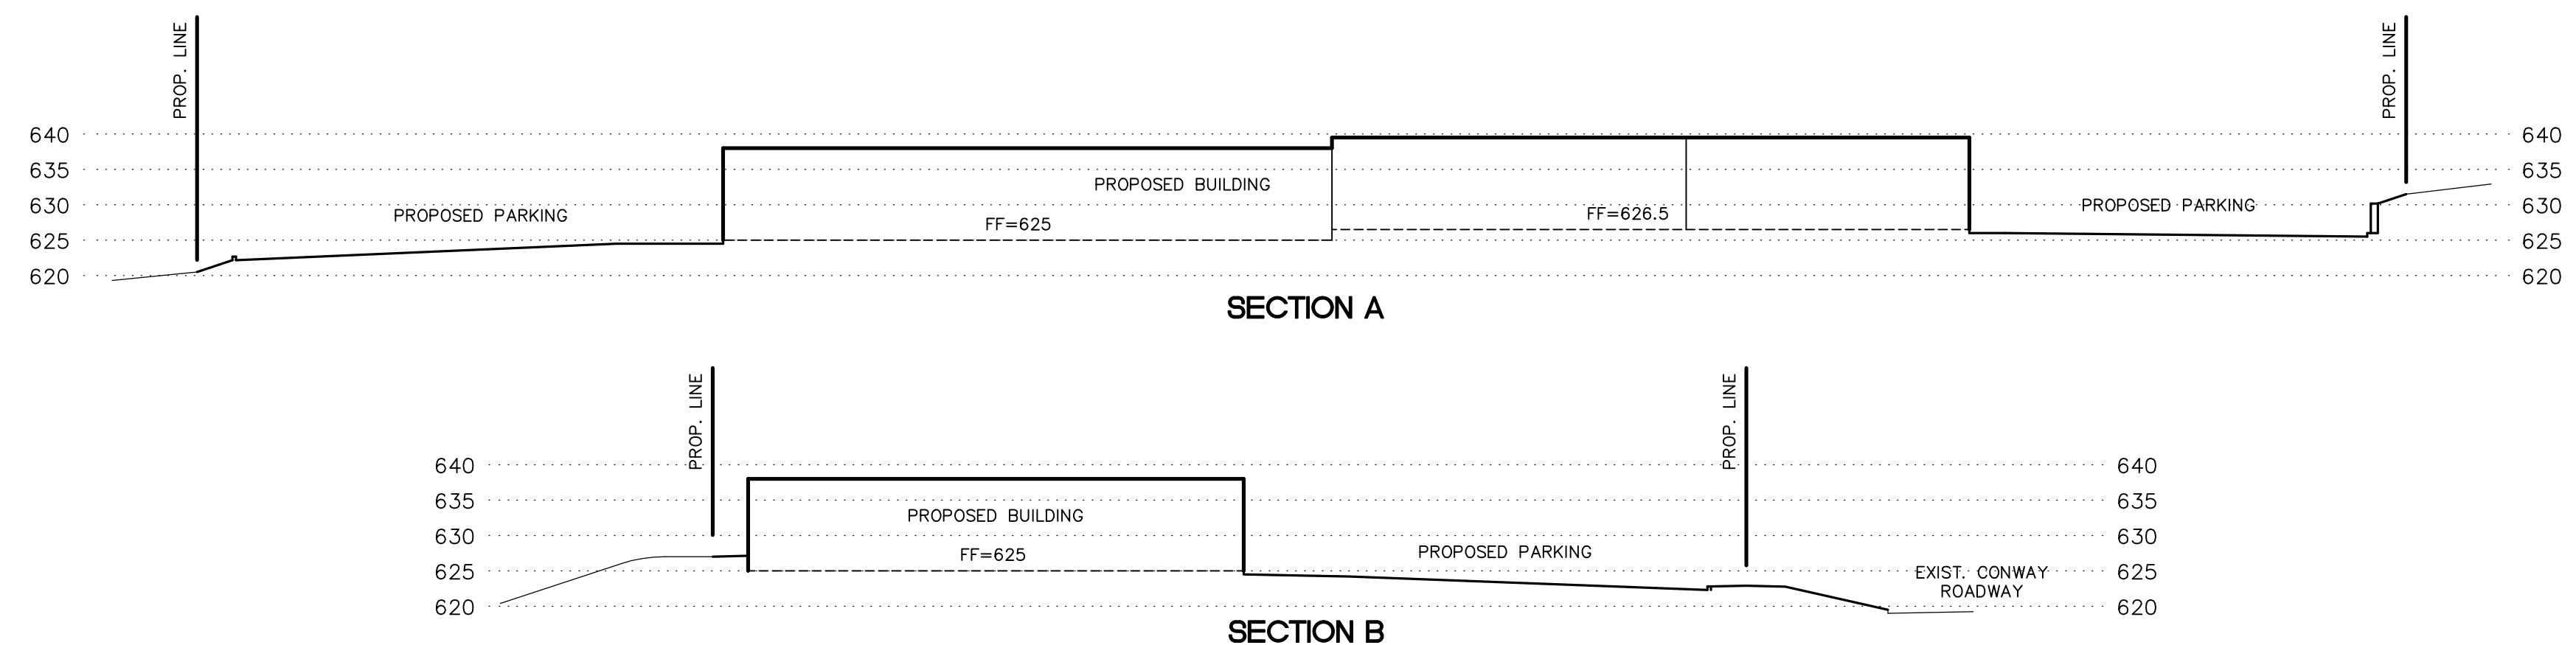 PROP. LINE
PROP. LINE
640
640
635
635
PROPOSED BUILDING
630
PROPOSED PARKING
PROPOSED PARKING
630
FF=625
FF=626.5
625
625
620
620
SECTION A
PROP. LINE
PROP. LINE
640
640
635
635
PROPOSED BUILDING
630
630
FF=625
PROPOSED PARKING
625
EXIST. CONWAY
ROADWAY
625
620
620
SECTION B